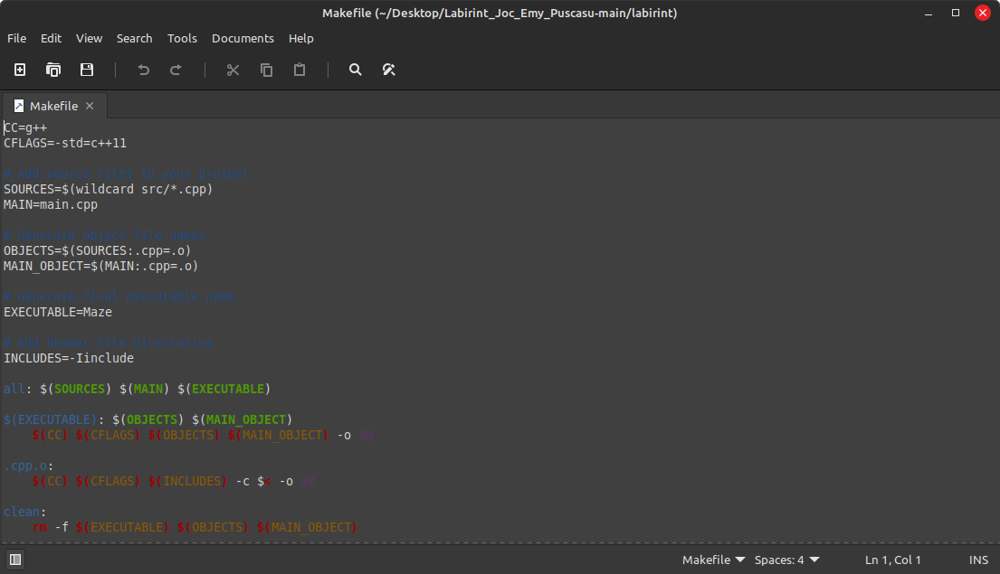 Makefile (~/Desktop/Labirint_Joc_Emy_Puscasu-main/labirint)
File Edit View Search Tools Documents Help
Makefile
CC=g++
CFLAGS=-std=c++11
# Add source files to your project
SOURCES=$(wildcard src/*.cpp)
MAIN=main.cpp
# Generate object file names
OBJECTS=$(SOURCES:.cpp=.o)
MAIN_OBJECT=$(MAIN:.cpp=.o)
# Generate final executable name
EXECUTABLE=Maze
# Add header file directories
INCLUDES=-Iinclude
all: $(SOURCES) $(MAIN) $(EXECUTABLE)
$(EXECUTABLE): $(OBJECTS) $(MAIN_OBJECT)
$(CC) $(CFLAGS) $(OBJECTS) $(MAIN_OBJECT) -o $@
.cpp.o:
$(CC) $(CFLAGS) $(INCLUDES) -c $< -o $@
clean:
rm -f $(EXECUTABLE) $(OBJECTS) $(MAIN_OBJECT)
Makefile Spaces: 4 Ln 1, Col 1 INS